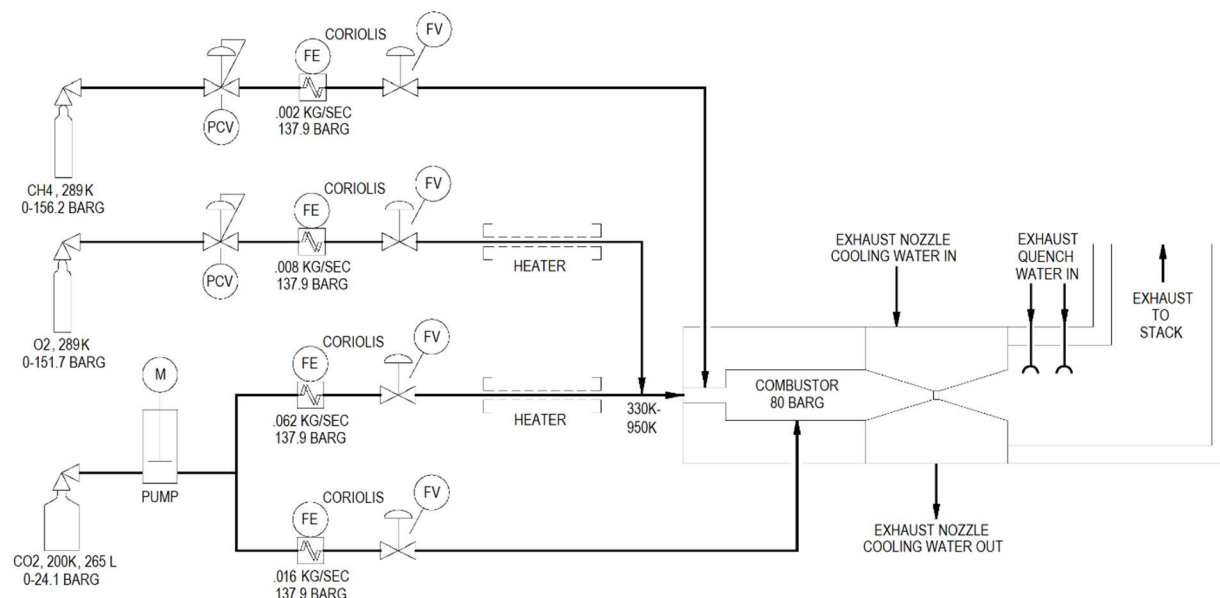 CORIOLIS
FV
FE
PCV
.002 KG/SEC
137.9 BARG
CH4, 289K
0-156.2 BARG
CORIOLIS
FV
FE
PCV
.008 KG/SEC
137.9 BARG
HEATER
O2, 289K
0-151.7 BARG
EXHAUST NOZZLE
COOLING WATER IN
EXHAUST
QUENCH
WATER IN
EXHAUST
TO
STACK
M
PUMP
CO2, 200K, 265 L
0-24.1 BARG
CORIOLIS
FV
FE
.062 KG/SEC
137.9 BARG
HEATER
330K-
950K
COMBUSTOR
80 BARG
CORIOLIS
FV
FE
.016 KG/SEC
137.9 BARG
EXHAUST NOZZLE
COOLING WATER OUT